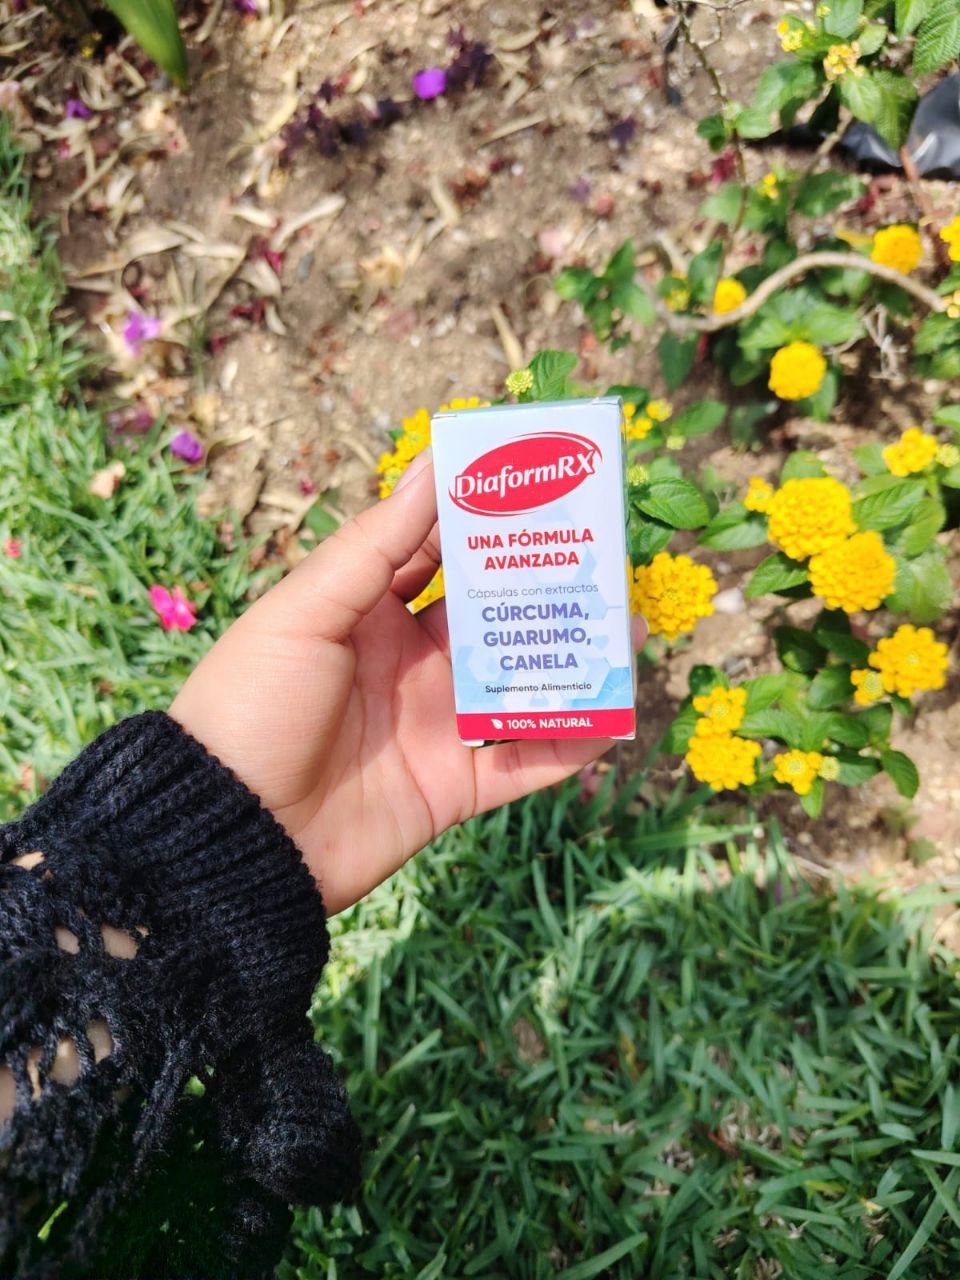 DiaformRX
UNA FÓRMULA
AVANZADA
Cápsulas con extractos
CÚRCUMA,
GUARUMO,
CANELA
Suplemento Alimenticio
100% NATURAL